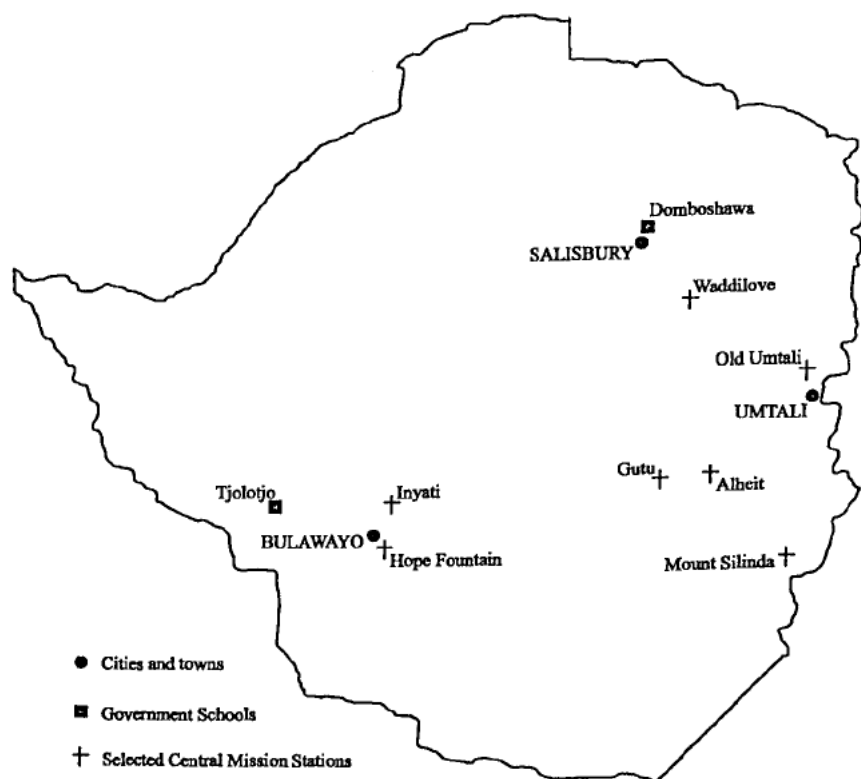 Domboshawa
SALISBURY
Waddilove
Old Umtali
UMTALI
Gutu
Alheit
Tjolotjo
Inyati
BULAWAYO
Hope Fountain
Mount Silinda
Cities and towns
Government Schools
Selected Central Mission Stations